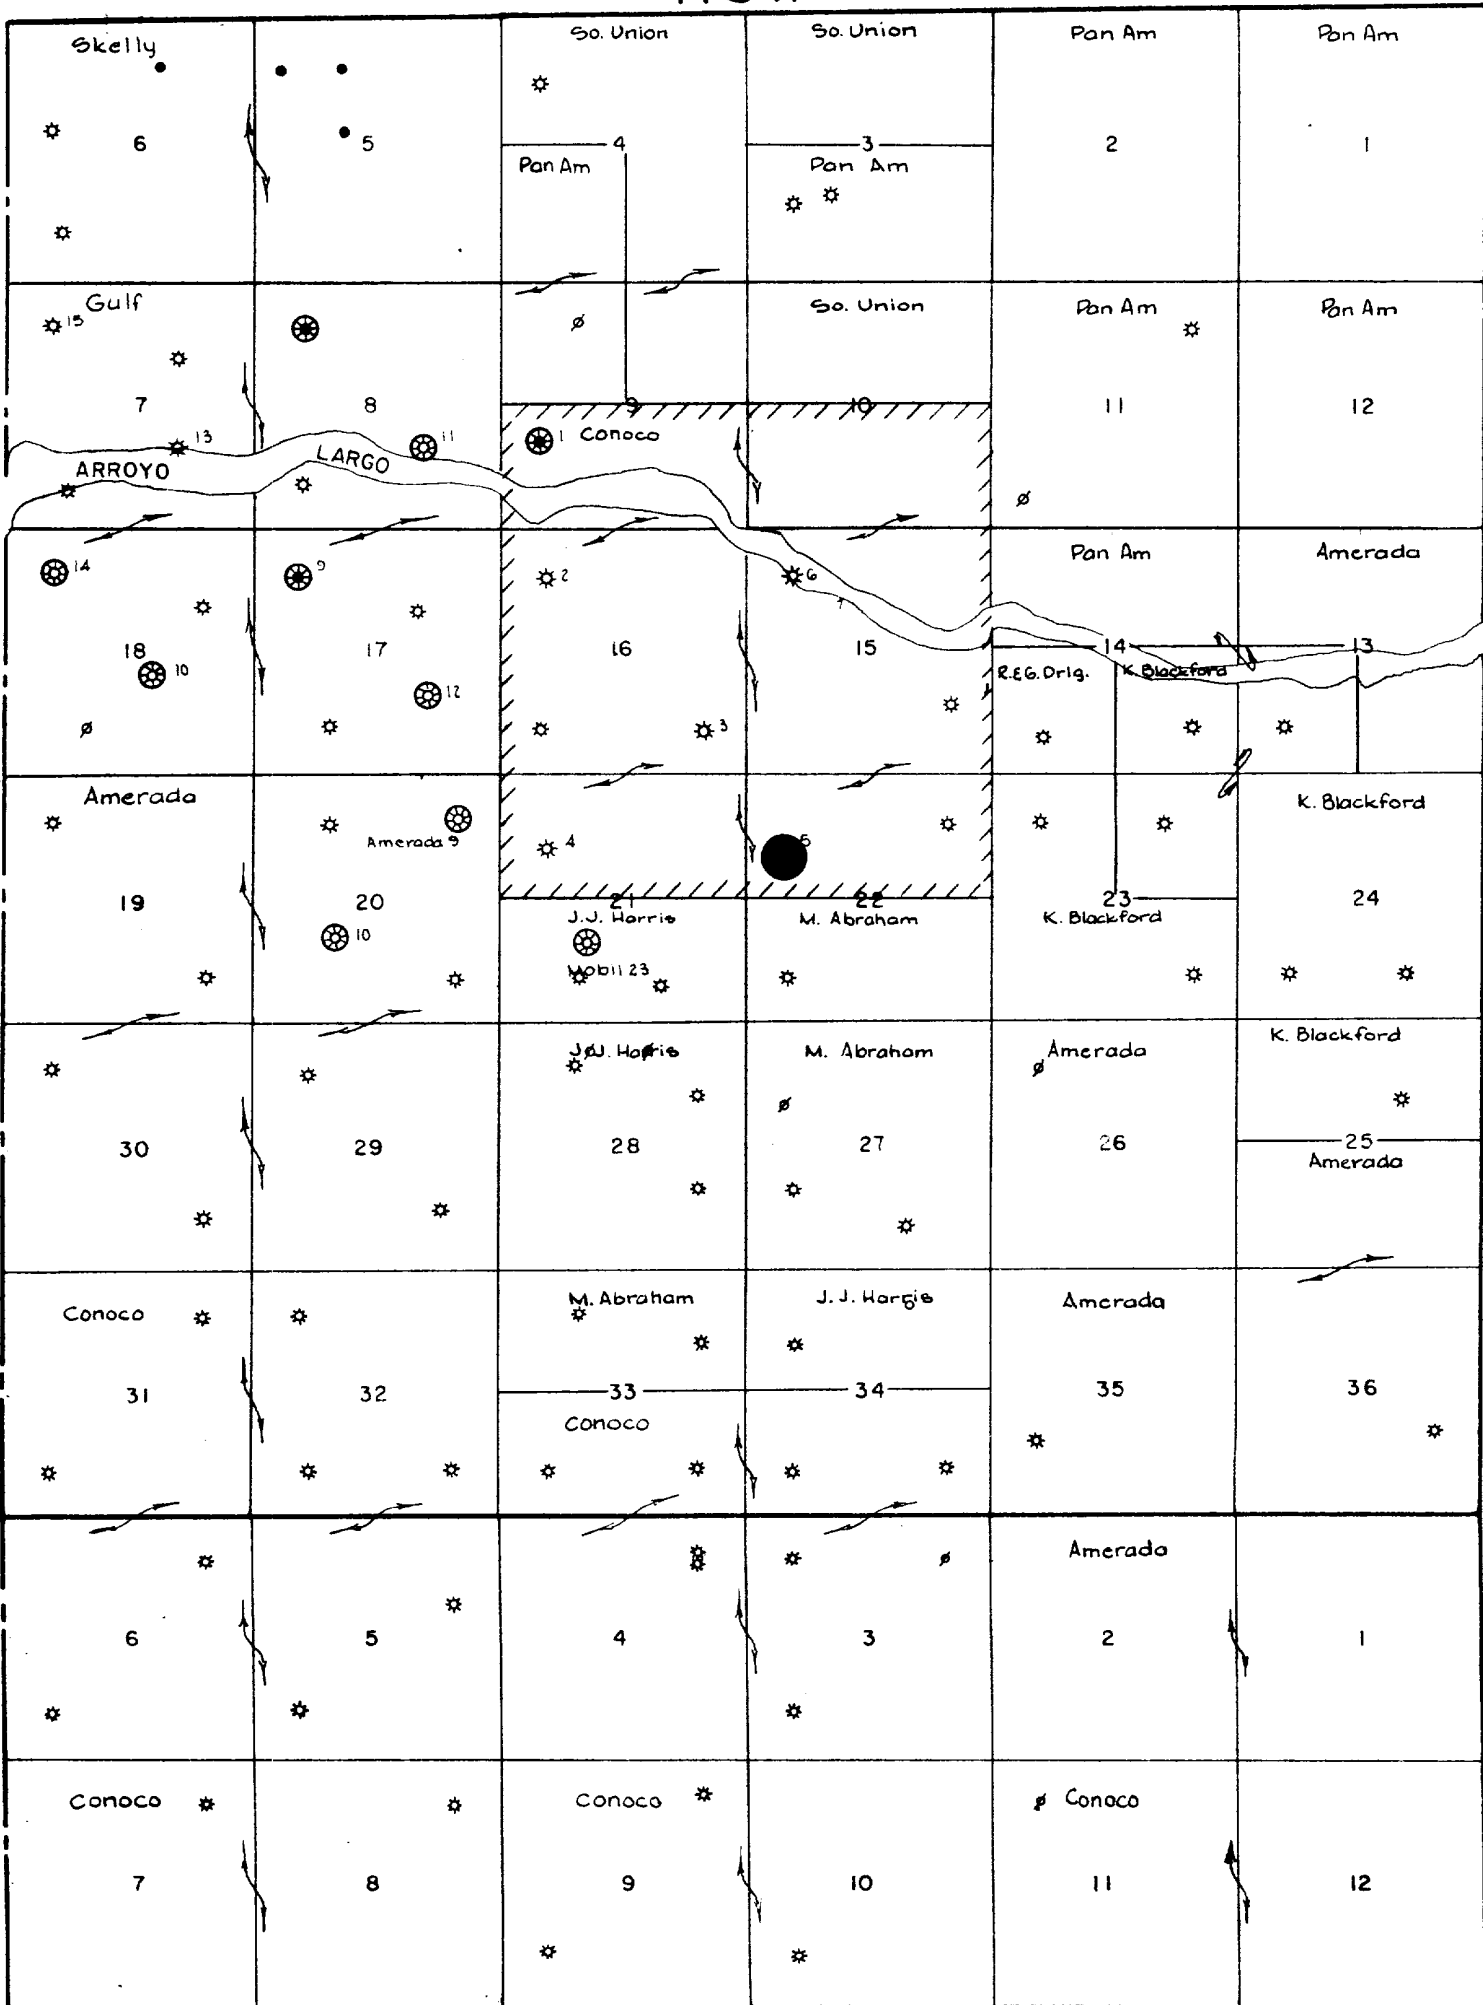 Skelly
So. Union
So. Union
Pan Am
Pan Am
6
5
4
3
2
1
Pan Am
Pan Am
Gulf
So. Union
Pan Am
Pan Am
15
7
8
9
10
11
12
13
11
1 Conoco
ARROYO
LARGO
Pan Am
Amerada
14
9
2
6
18
17
16
15
14
13
10
12
R.E.G. Drlg.
K. Blackford
3
Amerada
K. Blackford
Amerada 9
4
5
19
20
21
22
23
24
J.J. Harris
M. Abraham
K. Blackford
10
Mobil 23
J.J. Harris
M. Abraham
Amerada
K. Blackford
30
29
28
27
26
25
Amerada
Conoco
M. Abraham
J.J. Harris
Amerada
31
32
33
34
35
36
Conoco
Amerada
6
5
4
3
2
1
Conoco
Conoco
Conoco
7
8
9
10
11
12